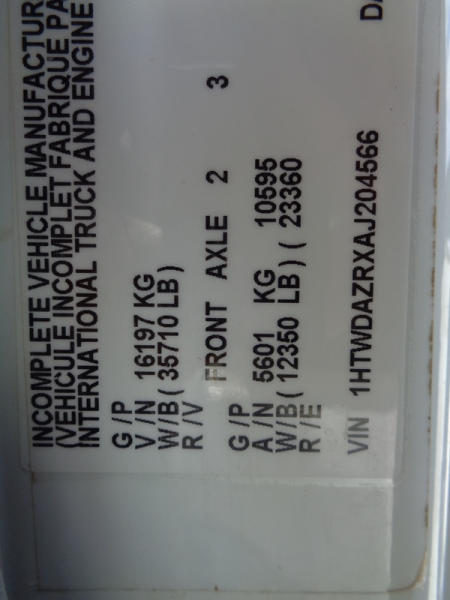 INCOMPLETE VEHICLE MANUFACTUR
(VEHICULE INCOMPLET FABRIQUE PA
INTERNATIONAL TRUCK AND ENGINE
G /P
V /N 16197 KG
W/B ( 35710 LB )
R /V
FRONT AXLE 2 3
G /P
A /N 5601 KG 10595
W/B ( 12350 LB ) ( 23360
R /E
VIN 1HTWDAZRXAJ204566
DA